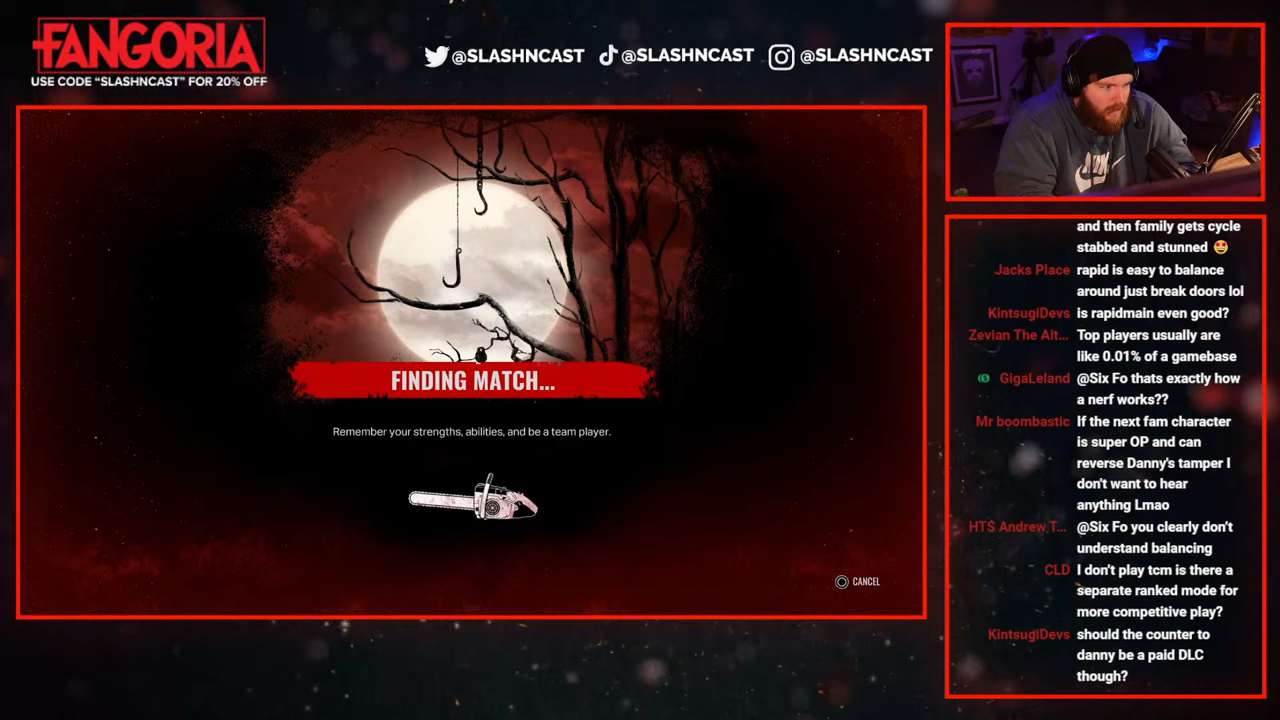 FANGORIA
USE CODE “SLASHNCAST” FOR 20% OFF
@SLASHNCAST @SLASHNCAST @SLASHNCAST
FINDING MATCH...
Remember your strengths, abilities, and be a team player.
CANCEL
and then family gets cycle
stabbed and stunned 🤩
Jacks Place rapid is easy to balance
around just break doors lol
KintsugiDevs is rapidmain even good?
Zevian The Alt... Top players usually are
like 0.01% of a gamebase
GigaLeland @Six Fo thats exactly how
a nerf works??
Mr boombastic If the next fam character
is super OP and can
reverse Danny's tamper I
don't want to hear
anything Lmao
HTS Andrew T... @Six Fo you clearly don't
understand balancing
CLD I don't play tcm is there a
separate ranked mode for
more competitive play?
KintsugiDevs should the counter to
danny be a paid DLC
though?